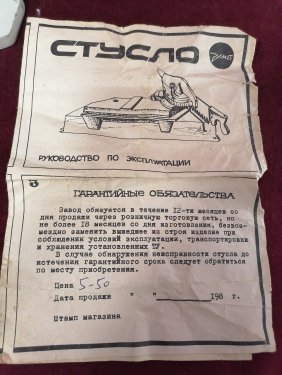 СТУСЛО
РУКОВОДСТВО ПО ЭКСПЛУАТАЦИИ
ГАРАНТИЙНЫЕ ОБЯЗАТЕЛЬСТВА
Завод обязуется в течение 12-ти месяцев со
дня продажи через розничную торговую сеть, но
не более 18 месяцев со дня изготовления, безвоз-
мездно заменить вышедшее из строя изделие при
соблюдении условий эксплуатации, транспортировки
и хранения установленных ТУ.
В случае обнаружения неисправности стусла до
истечения гарантийного срока следует обратиться
по месту приобретения.
Цена 5-50
Дата продажи " " 198 г.
Штамп магазина